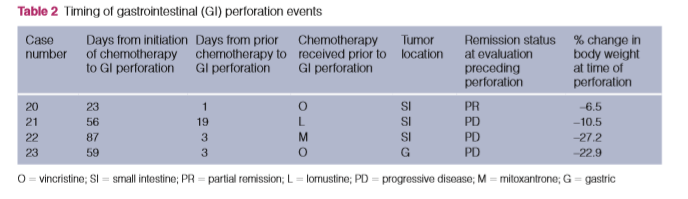 Table 2 Timing of gastrointestinal (GI) perforation events
Case number Days from initiation of chemotherapy to GI perforation Days from prior chemotherapy to GI perforation Chemotherapy received prior to GI perforation Tumor location Remission status at evaluation preceding perforation % change in body weight at time of perforation
20 23 1 O SI PR –6.5
21 56 19 L SI PD –10.5
22 87 3 M SI PD –27.2
23 59 3 O G PD –22.9
O = vincristine; SI = small intestine; PR = partial remission; L = lomustine; PD = progressive disease; M = mitoxantrone; G = gastric